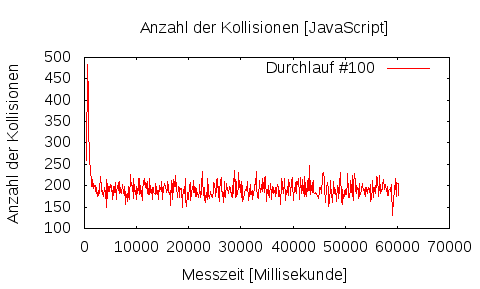 Anzahl der Kollisionen [JavaScript]
Durchlauf #100
Anzahl der Kollisionen
500
450
400
350
300
250
200
150
100
0 10000 20000 30000 40000 50000 60000 70000
Messzeit [Millisekunde]